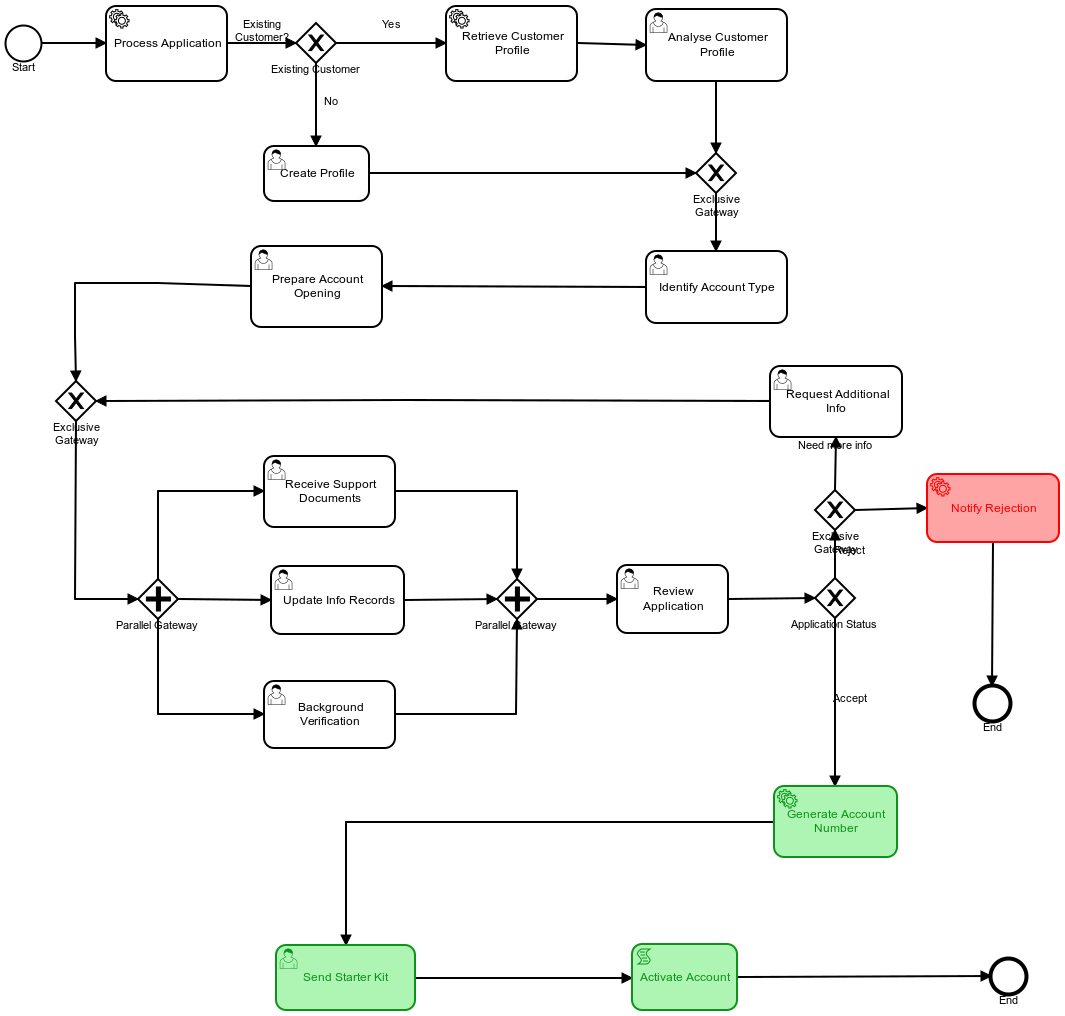 Existing
Customer?
Yes
Start
Process Application
Existing Customer
Retrieve Customer
Profile
Analyse Customer
Profile
No
Create Profile
Exclusive
Gateway
Prepare Account
Opening
Identify Account Type
Exclusive
Gateway
Request Additional
Info
Need more info
Receive Support
Documents
Exclusive
Gateway
Reject
Notify Rejection
Update Info Records
Parallel Gateway
Parallel Gateway
Review
Application
Application Status
Background
Verification
Accept
End
Generate Account
Number
Send Starter Kit
Activate Account
End